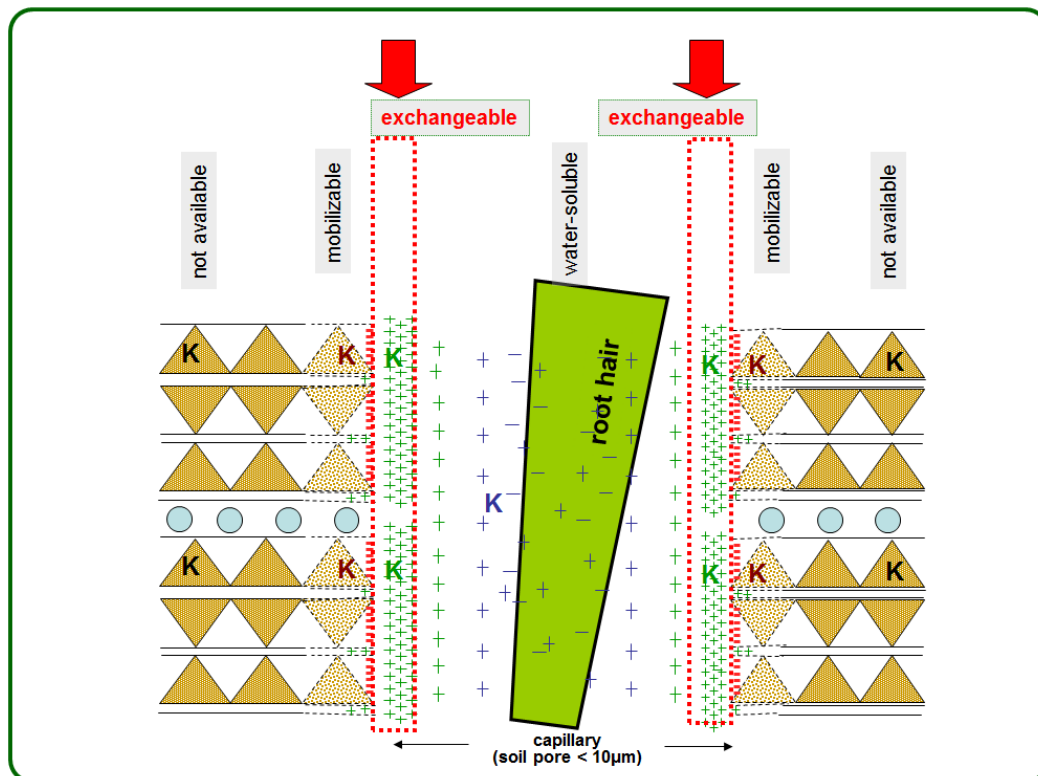 exchangeable
exchangeable
not available
mobilizable
water-soluble
mobilizable
not available
K
K
K
K
K
K
root hair
K
K
K
K
K
K
K
capillary
(soil pore < 10µm)